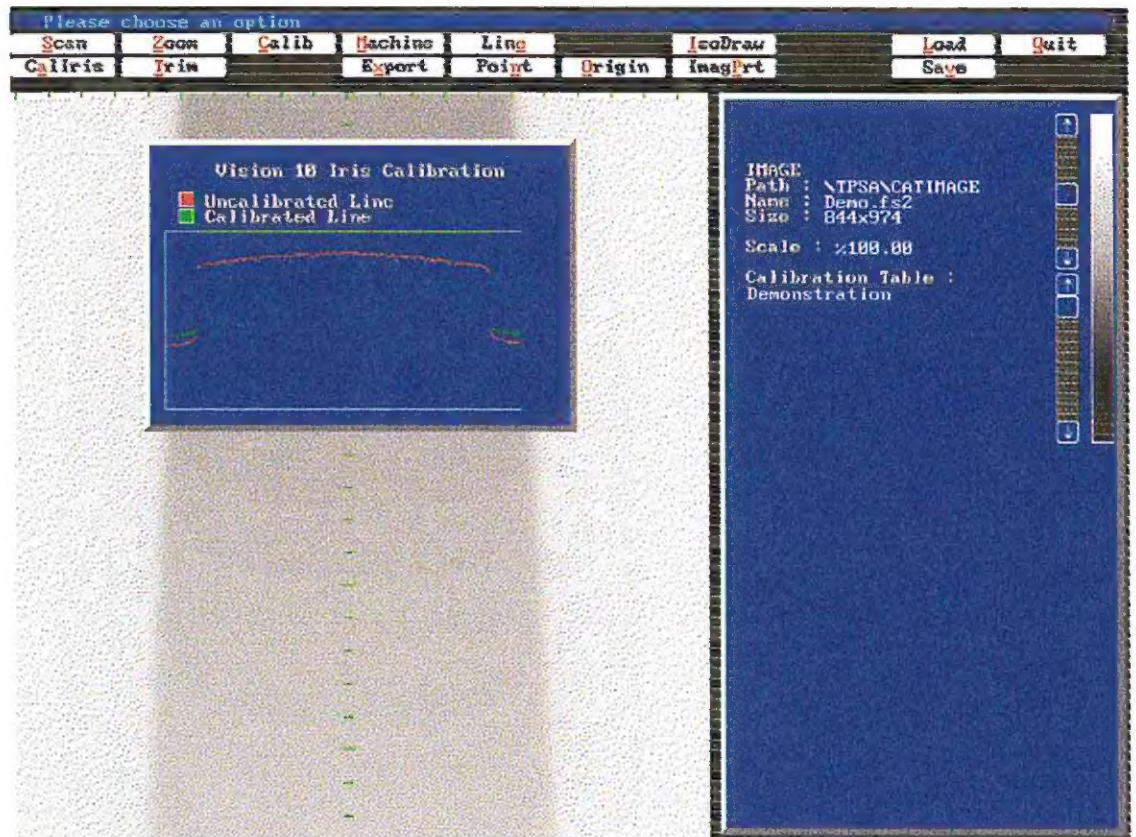 Please choose an option
Scan Zoom Calib Machine Line IsoDraw Load Quit
Caliris Trim Export Point Origin ImagPrt Save
Vision 10 Iris Calibration
Uncalibrated Line
Calibrated Line
IMAGE
Path : \TPSA\CATIMAGE
Name : Demo.fs2
Size : 844x974
Scale : %100.00
Calibration Table :
Demonstration